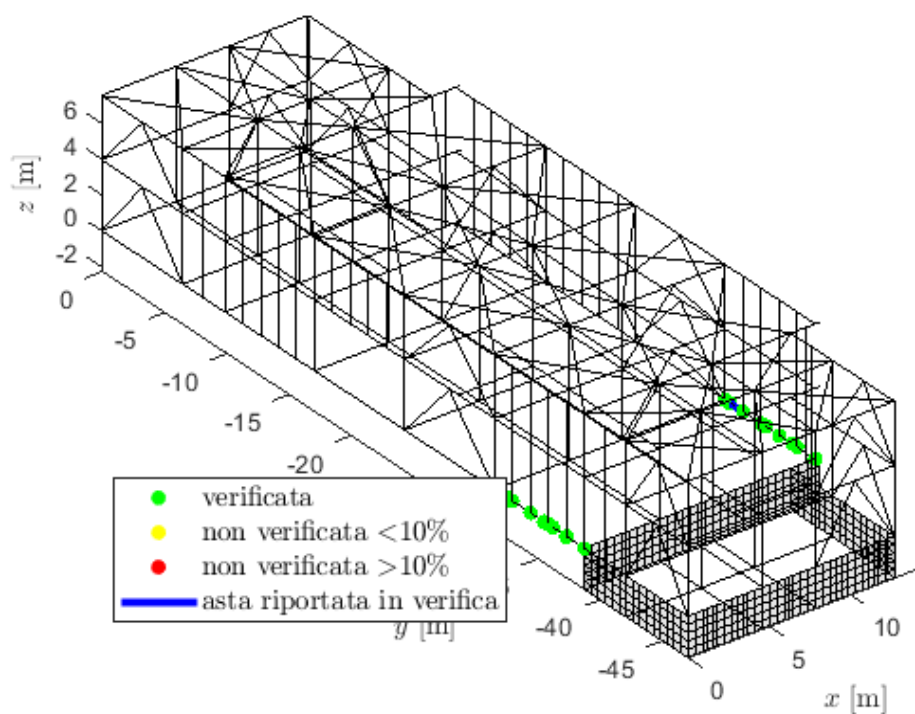 6
4
2
0
-2
z [m]
0
-5
-10
-15
-20
verificata
non verificata <10%
non verificata >10%
asta riportata in verifica
y [m]
-40
-45
0
5
10
x [m]